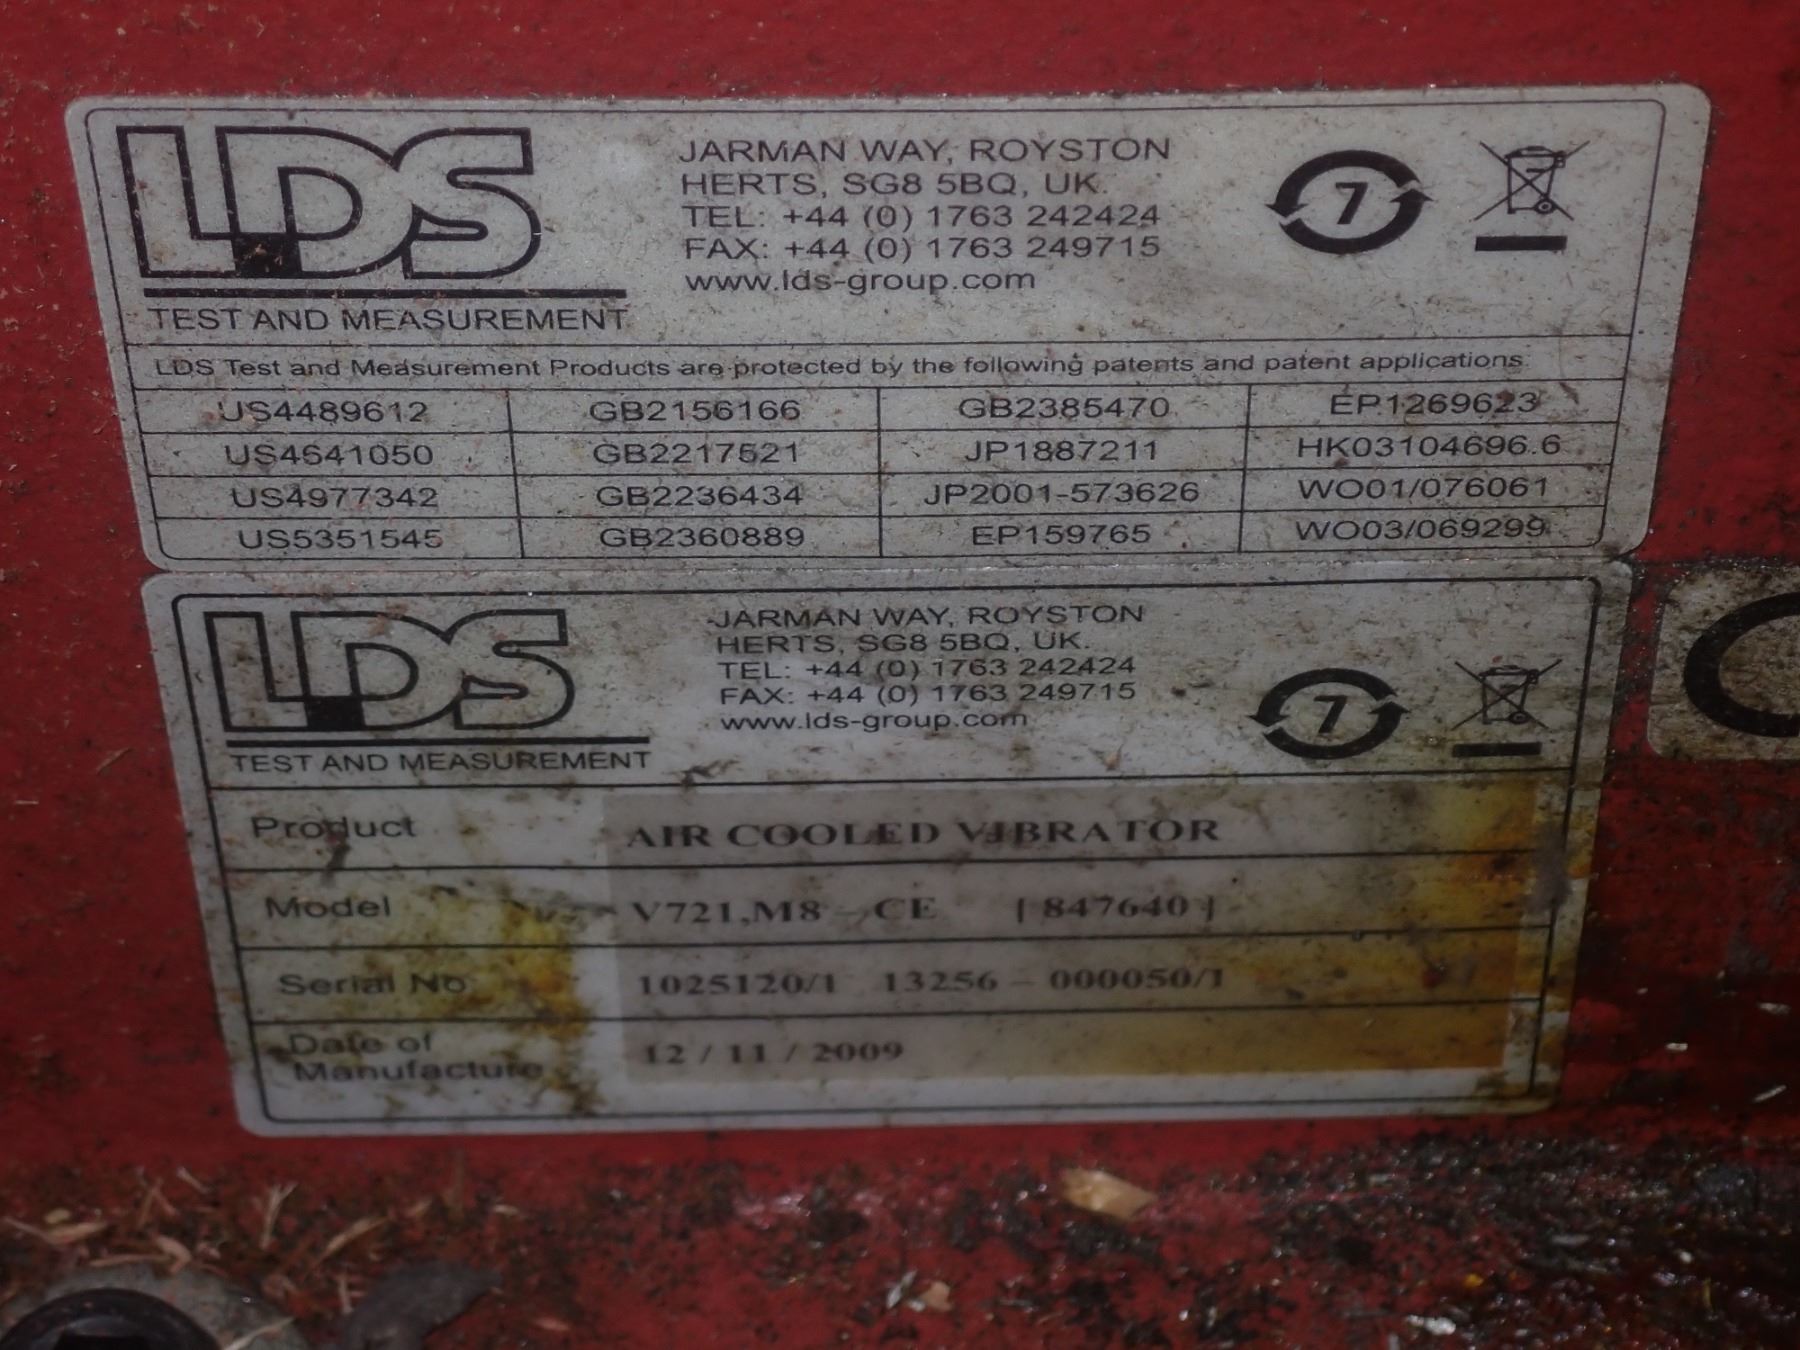 LDS
TEST AND MEASUREMENT
JARMAN WAY, ROYSTON
HERTS, SG8 5BQ, UK.
TEL: +44 (0) 1763 242424
FAX: +44 (0) 1763 249715
www.lds-group.com
7
LDS Test and Measurement Products are protected by the following patents and patent applications.
US4489612 GB2156166 GB2385470 EP1269623
US4641050 GB2217521 JP1887211 HK03104696.6
US4977342 GB2236434 JP2001-573626 WO01/076061
US5351545 GB2360889 EP159765 WO03/069299
LDS
TEST AND MEASUREMENT
JARMAN WAY, ROYSTON
HERTS, SG8 5BQ, UK.
TEL: +44 (0) 1763 242424
FAX: +44 (0) 1763 249715
www.lds-group.com
7
Product AIR COOLED VIBRATOR
Model V721,M8 - CE [ 847640 ]
Serial No 1025120/1 13256 - 000050/1
Date of
Manufacture 12 / 11 / 2009